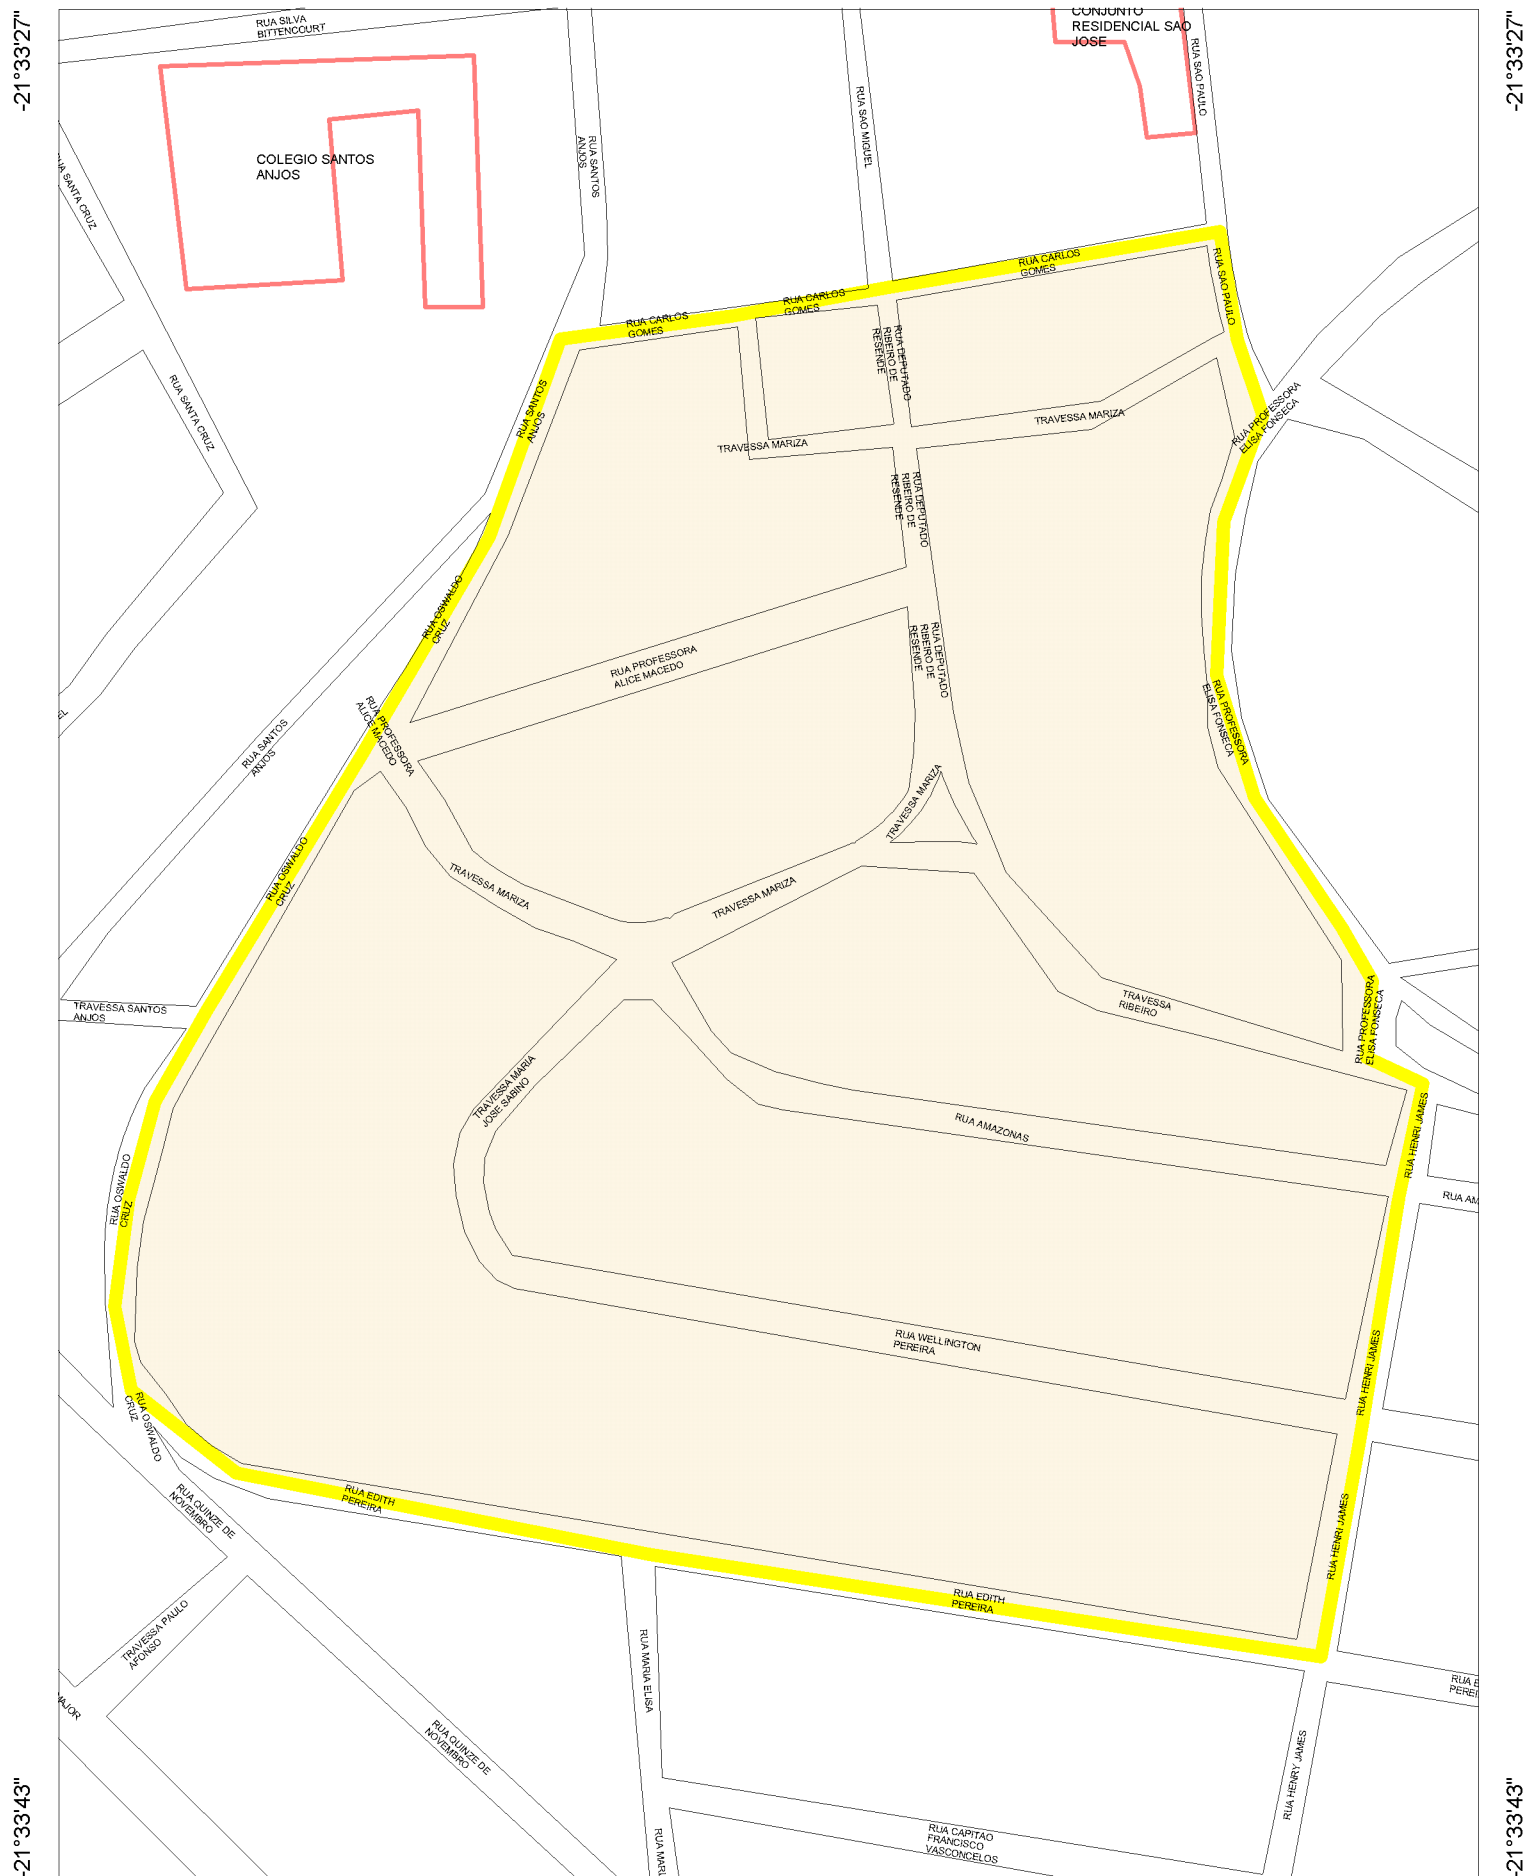 -21°33'27"
-21°33'27"
RUA SILVA
BITTENCOURT
CONJUNTO
RESIDENCIAL SAO
JOSE
RUA SAO PAULO
RUA SAO MIGUEL
RUA SANTOS
ANJOS
COLEGIO SANTOS
ANJOS
RUA SANTA CRUZ
RUA CARLOS
GOMES
RUA CARLOS
GOMES
RUA CARLOS
GOMES
RUA SAO PAULO
RUA DEPUTADO
RIBEIRO DE
RESENDE
RUA SANTA CRUZ
RUA SANTOS
ANJOS
TRAVESSA MARIZA
TRAVESSA MARIZA
RUA PROFESSORA
ELISA FONSECA
RUA DEPUTADO
RIBEIRO DE
RESENDE
RUA OSWALDO
CRUZ
RUA DEPUTADO
RIBEIRO DE
RESENDE
RUA PROFESSORA
ALICE MACEDO
RUA PROFESSORA
ALICE MACEDO
RUA PROFESSORA
ELISA FONSECA
EL
RUA SANTOS
ANJOS
TRAVESSA MARIZA
RUA OSWALDO
CRUZ
TRAVESSA MARIZA
TRAVESSA MARIZA
TRAVESSA SANTOS
ANJOS
TRAVESSA
RIBEIRO
RUA PROFESSORA
ELISA FONSECA
TRAVESSA MARIA
JOSE SABINO
RUA AMAZONAS
RUA HENRI JAMES
RUA OSWALDO
CRUZ
RUA AM
RUA WELLINGTON
PEREIRA
RUA HENRI JAMES
RUA OSWALDO
CRUZ
RUA QUINZE DE
NOVEMBRO
RUA EDITH
PEREIRA
RUA HENRI JAMES
RUA EDITH
PEREIRA
TRAVESSA PAULO
AFONSO
RUA MARIA ELISA
RUA E
PEREI
MAJOR
RUA QUINZE DE
NOVEMBRO
RUA HENRY JAMES
RUA CAPITAO
FRANCISCO
VASCONCELOS
RUA MARI
-21°33'43"
-21°33'43"